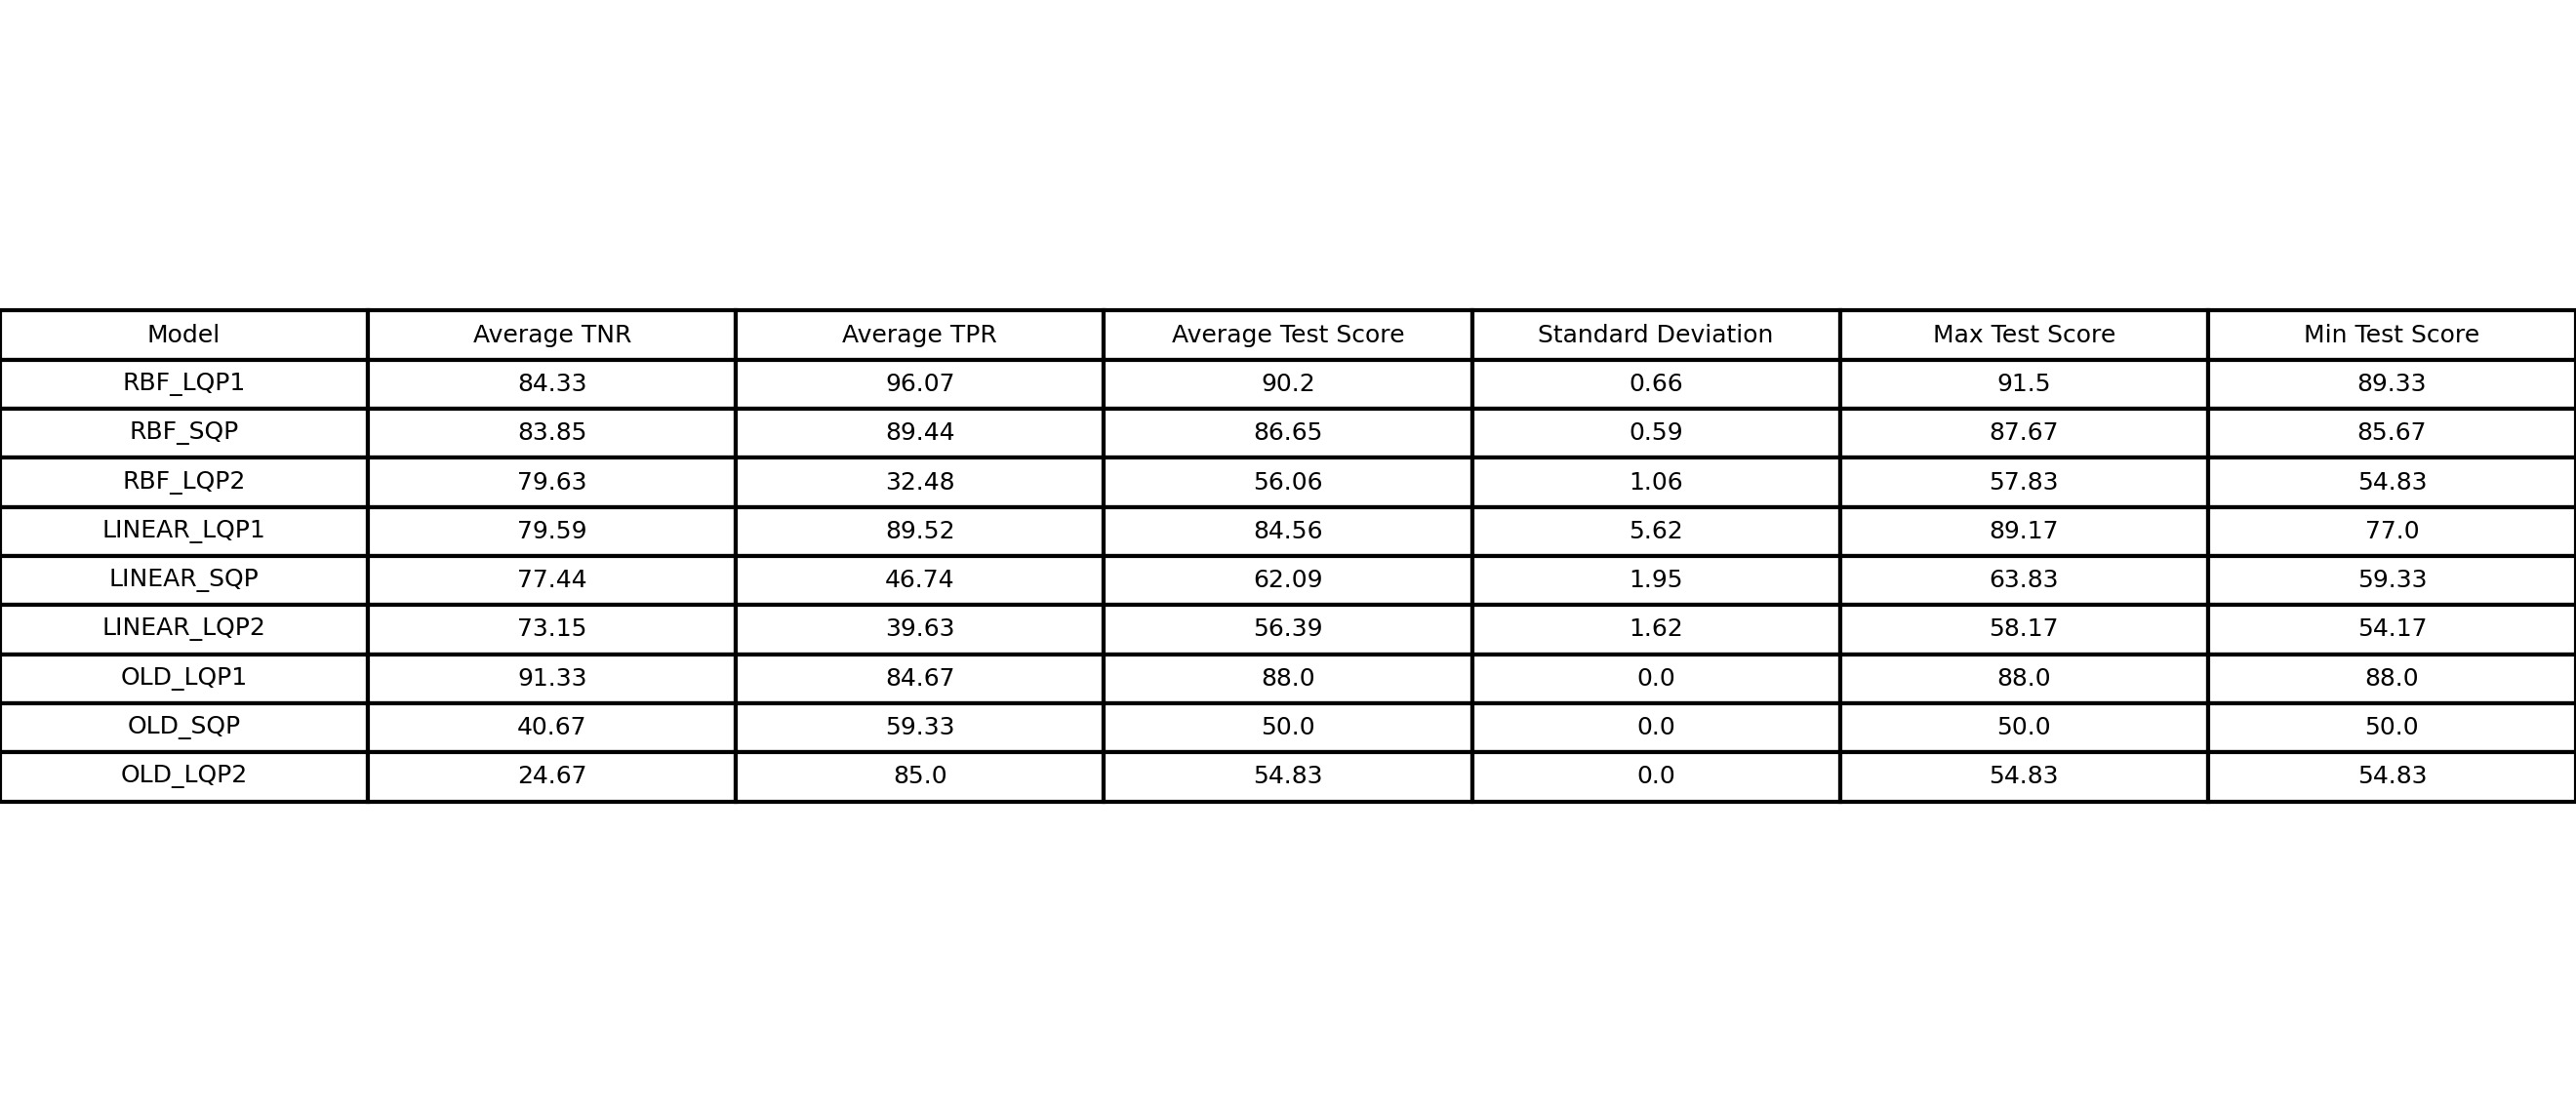 Model Average TNR Average TPR Average Test Score Standard Deviation Max Test Score Min Test Score
RBF_LQP1 84.33 96.07 90.2 0.66 91.5 89.33
RBF_SQP 83.85 89.44 86.65 0.59 87.67 85.67
RBF_LQP2 79.63 32.48 56.06 1.06 57.83 54.83
LINEAR_LQP1 79.59 89.52 84.56 5.62 89.17 77.0
LINEAR_SQP 77.44 46.74 62.09 1.95 63.83 59.33
LINEAR_LQP2 73.15 39.63 56.39 1.62 58.17 54.17
OLD_LQP1 91.33 84.67 88.0 0.0 88.0 88.0
OLD_SQP 40.67 59.33 50.0 0.0 50.0 50.0
OLD_LQP2 24.67 85.0 54.83 0.0 54.83 54.83